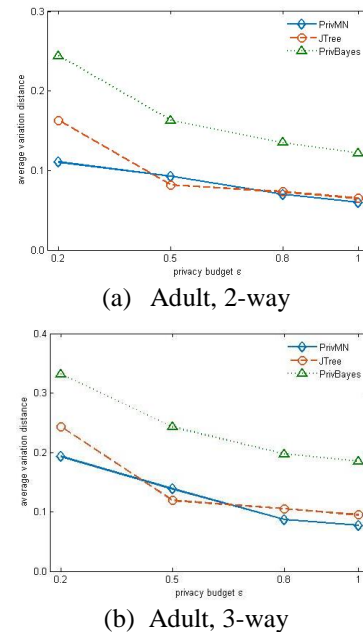 0.3
PrivMN
JTree
PrivBayes
0.2
0.1
0.0
average variation distance
0.2 0.5 0.8 1
privacy budget ε
(a) Adult, 2-way
0.4
PrivMN
JTree
PrivBayes
0.3
0.2
0.1
0.0
average variation distance
0.2 0.5 0.8 1
privacy budget ε
(b) Adult, 3-way